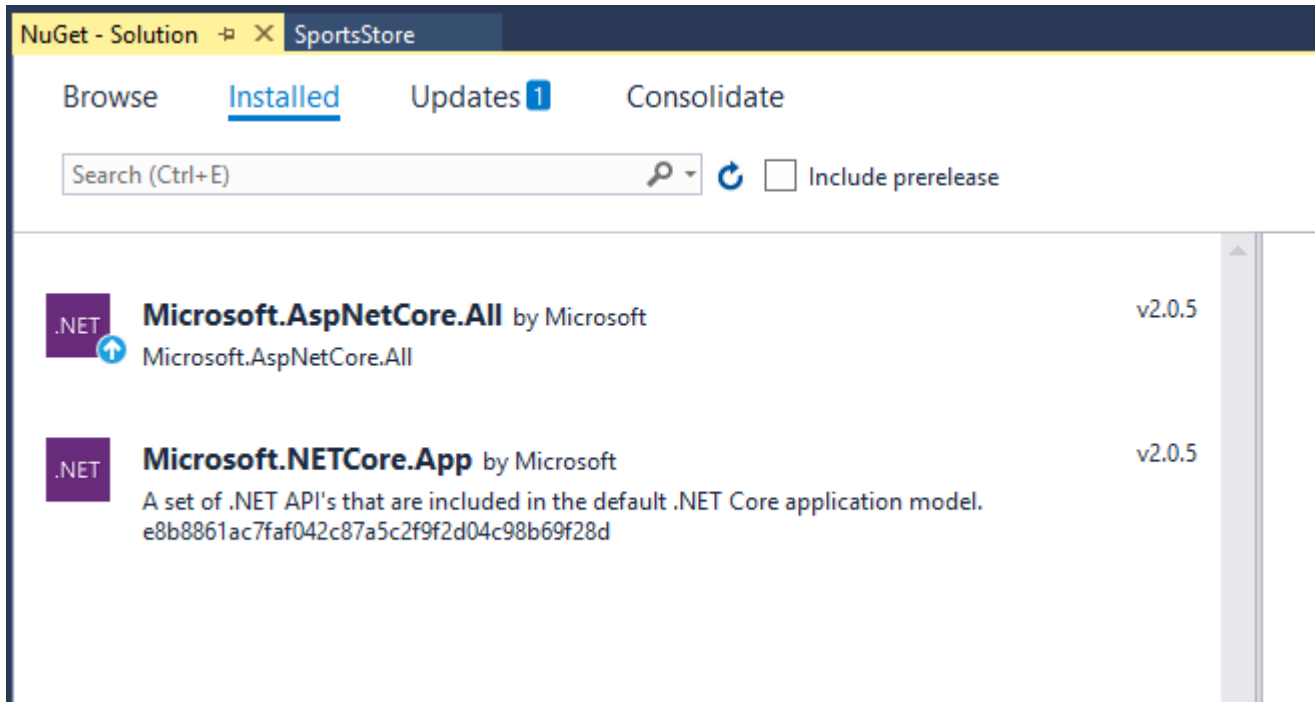 NuGet - Solution SportsStore
Browse Installed Updates 1 Consolidate
Search (Ctrl+E) Include prerelease
.NET Microsoft.AspNetCore.All by Microsoft v2.0.5
Microsoft.AspNetCore.All
.NET Microsoft.NETCore.App by Microsoft v2.0.5
A set of .NET API's that are included in the default .NET Core application model.
e8b8861ac7faf042c87a5c2f9f2d04c98b69f28d